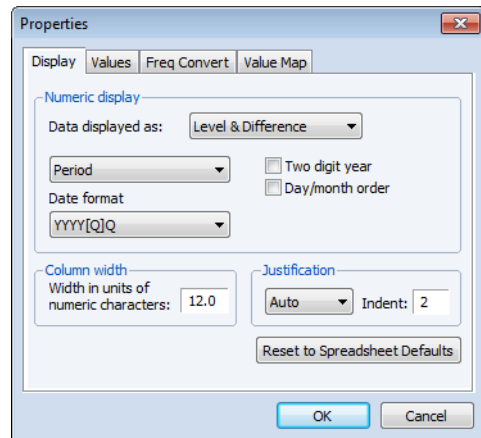 Properties
Display Values Freq Convert Value Map
Numeric display
Data displayed as: Level & Difference
Period
Two digit year
Day/month order
Date format
YYYY[Q]Q
Column width
Width in units of
numeric characters: 12.0
Justification
Auto Indent: 2
Reset to Spreadsheet Defaults
OK Cancel